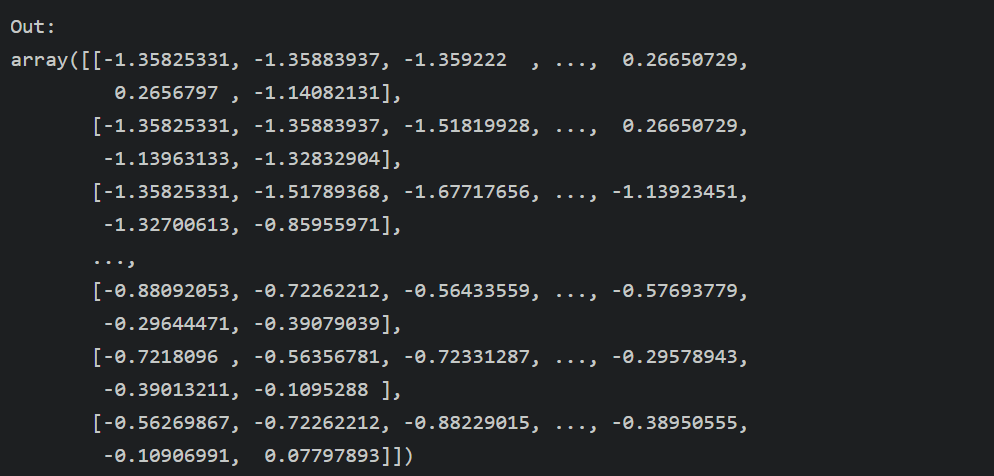 Out:
array([[-1.35825331, -1.35883937, -1.359222  , ...,  0.26650729,
         0.2656797 , -1.14082131],
       [-1.35825331, -1.35883937, -1.51819928, ...,  0.26650729,
        -1.13963133, -1.32832904],
       [-1.35825331, -1.51789368, -1.67717656, ..., -1.13923451,
        -1.32700613, -0.85955971],
       ...,
       [-0.88092053, -0.72262212, -0.56433559, ..., -0.57693779,
        -0.29644471, -0.39079039],
       [-0.7218096 , -0.56356781, -0.72331287, ..., -0.29578943,
        -0.39013211, -0.1095288 ],
       [-0.56269867, -0.72262212, -0.88229015, ..., -0.38950555,
        -0.10906991,  0.07797893]])